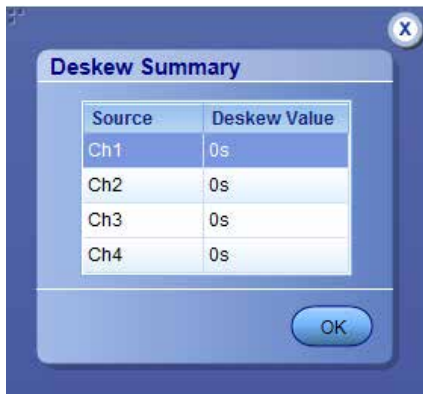 X
Deskew Summary
Source Deskew Value
Ch1 0s
Ch2 0s
Ch3 0s
Ch4 0s
OK